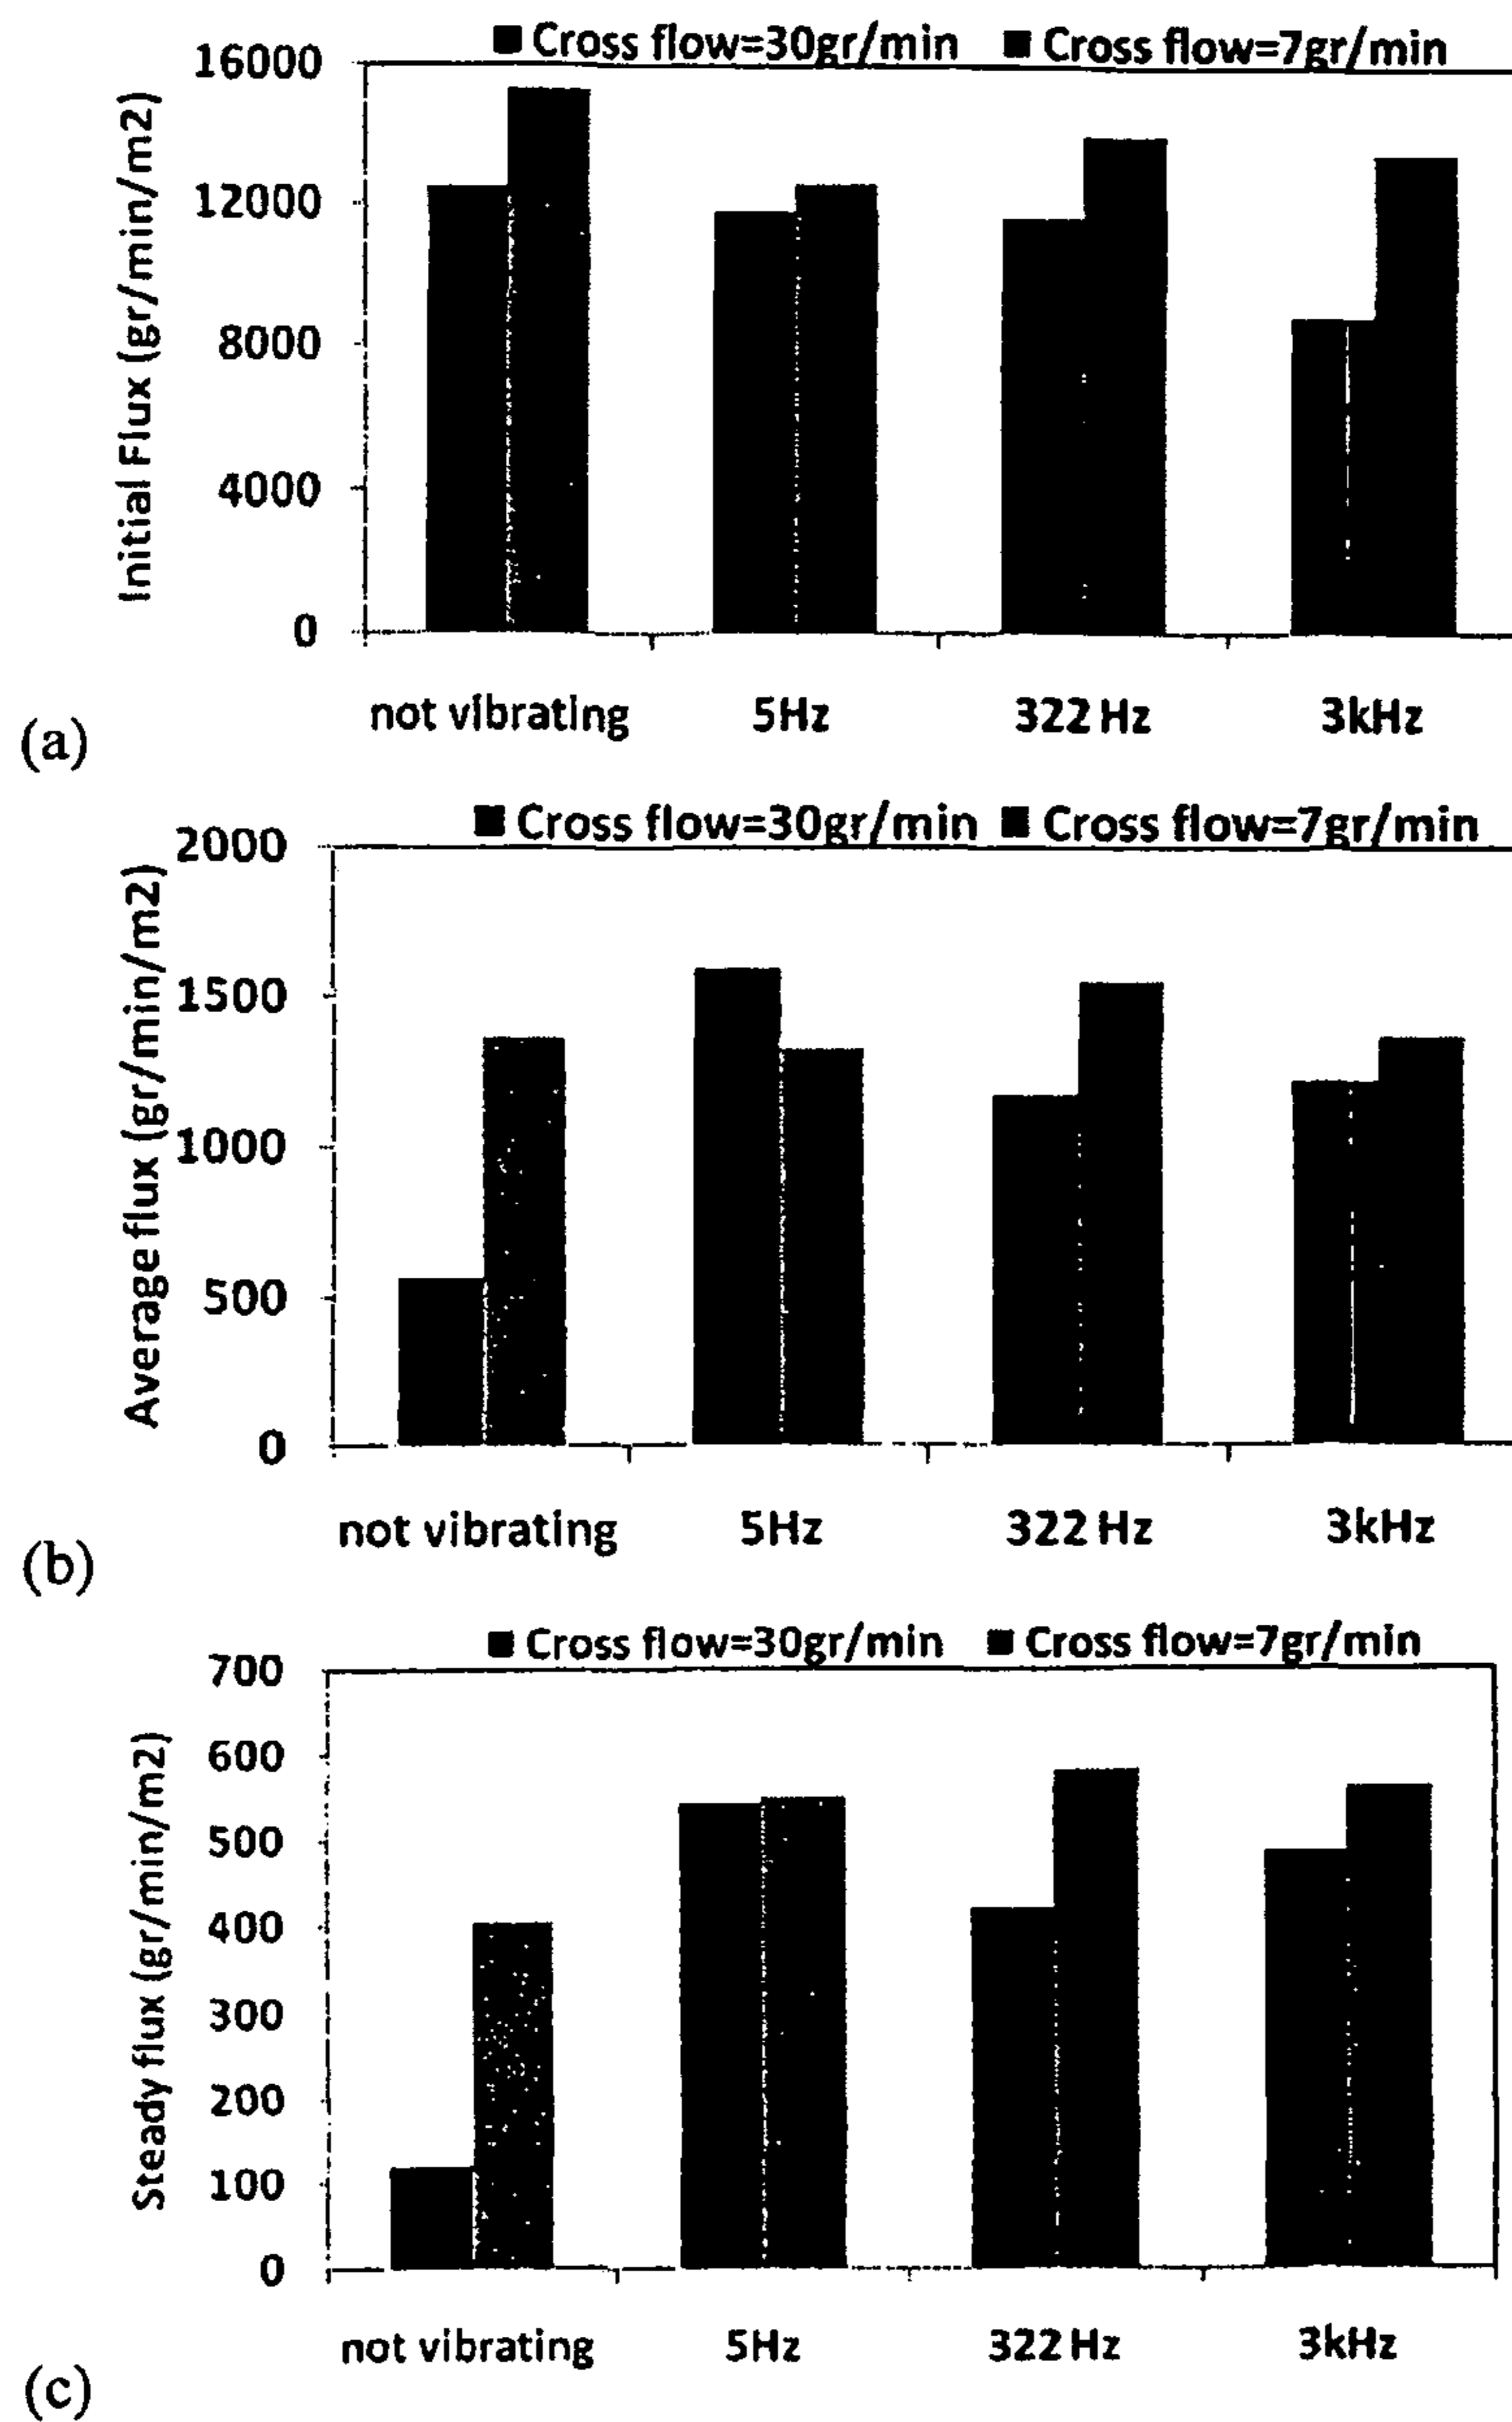 ■ Cross flow=30gr/min ■ Cross flow=7gr/min
Initial Flux (gr/min/m2)
16000
12000
8000
4000
0
not vibrating 5Hz 322 Hz 3kHz
(a)
■ Cross flow=30gr/min ■ Cross flow=7gr/min
Average flux (gr/min/m2)
2000
1500
1000
500
0
not vibrating 5Hz 322 Hz 3kHz
(b)
■ Cross flow=30gr/min ■ Cross flow=7gr/min
Steady flux (gr/min/m2)
700
600
500
400
300
200
100
0
not vibrating 5Hz 322 Hz 3kHz
(c)